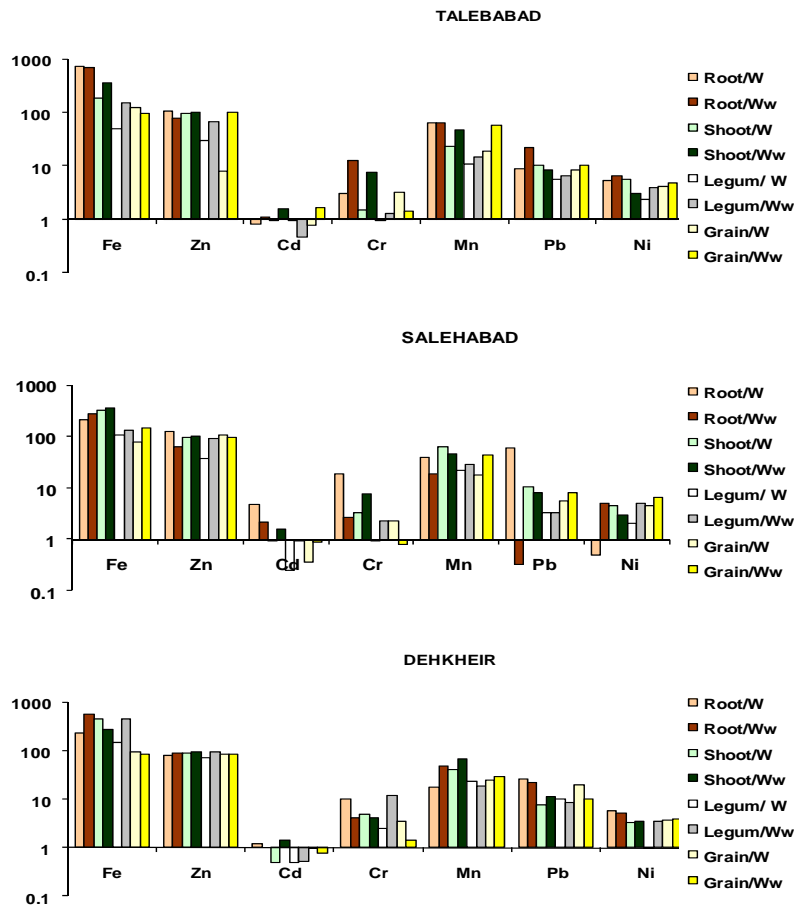 TALEBABAD
1000
100
10
1
0.1
Fe Zn Cd Cr Mn Pb Ni
Root/W
Root/Ww
Shoot/W
Shoot/Ww
Legum/ W
Legum/Ww
Grain/W
Grain/Ww
SALEHABAD
1000
100
10
1
0.1
Fe Zn Cd Cr Mn Pb Ni
Root/W
Root/Ww
Shoot/W
Shoot/Ww
Legum/ W
Legum/Ww
Grain/W
Grain/Ww
DEHKHEIR
1000
100
10
1
0.1
Fe Zn Cd Cr Mn Pb Ni
Root/W
Root/Ww
Shoot/W
Shoot/Ww
Legum/ W
Legum/Ww
Grain/W
Grain/Ww